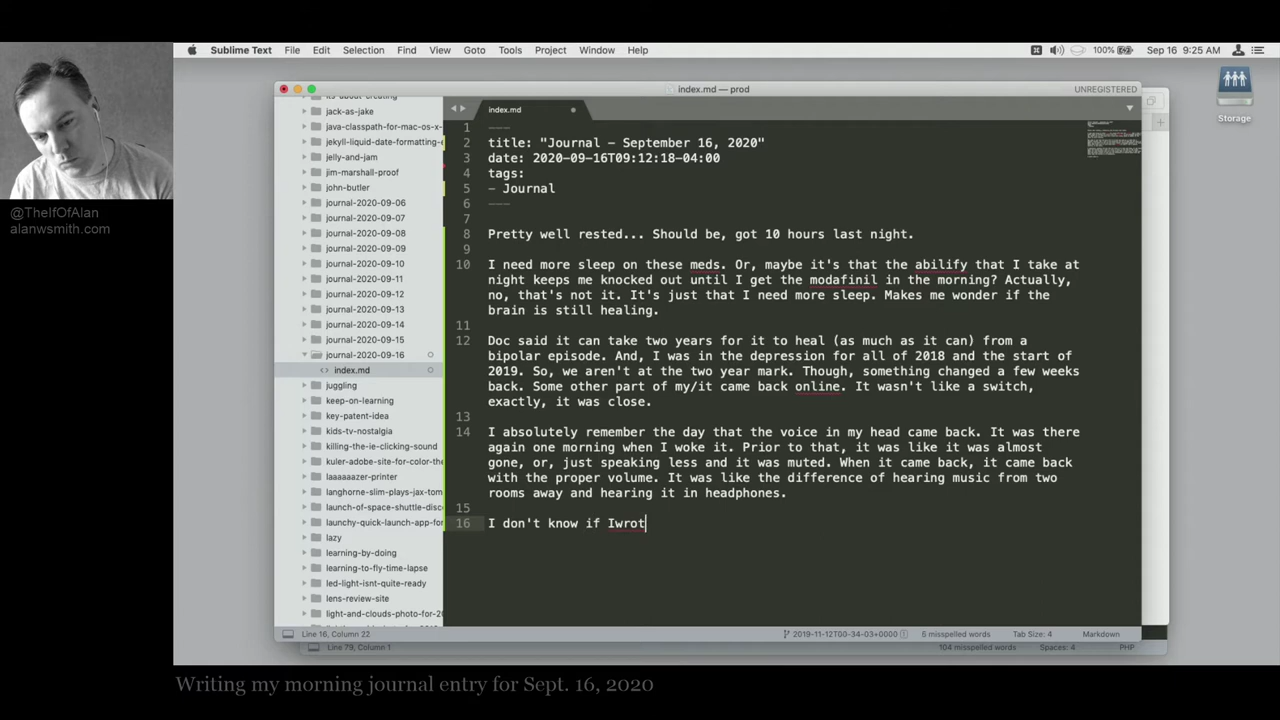 Sublime Text File Edit Selection Find View Goto Tools Project Window Help 100% Sep 16 9:25 AM
index.md — prod UNREGISTERED
Storage
@TheIfOfAlan
alanwsmith.com
its-about-creating
jack-as-jake
java-classpath-for-mac-os-x-
jekyll-liquid-date-formatting-e
jelly-and-jam
jim-marshall-proof
john-butler
journal-2020-09-06
journal-2020-09-07
journal-2020-09-08
journal-2020-09-09
journal-2020-09-10
journal-2020-09-11
journal-2020-09-12
journal-2020-09-13
journal-2020-09-14
journal-2020-09-15
journal-2020-09-16
<> index.md
juggling
keep-on-learning
key-patent-idea
kids-tv-nostalgia
killing-the-ie-clicking-sound
kuler-adobe-site-for-color-the
laaaaaazer-printer
langhorne-slim-plays-jax-tom
launch-of-space-shuttle-disc
launchy-quick-launch-app-for
lazy
learning-by-doing
learning-to-fly-time-lapse
led-light-isnt-quite-ready
lens-review-site
light-and-clouds-photo-for-20
index.md
1 ---
2 title: "Journal - September 16, 2020"
3 date: 2020-09-16T09:12:18-04:00
4 tags:
5 - Journal
6 ---
7
8 Pretty well rested... Should be, got 10 hours last night.
9
10 I need more sleep on these meds. Or, maybe it's that the abilify that I take at
night keeps me knocked out until I get the modafinil in the morning? Actually,
no, that's not it. It's just that I need more sleep. Makes me wonder if the
brain is still healing.
11
12 Doc said it can take two years for it to heal (as much as it can) from a
bipolar episode. And, I was in the depression for all of 2018 and the start of
2019. So, we aren't at the two year mark. Though, something changed a few weeks
back. Some other part of my/it came back online. It wasn't like a switch,
exactly, it was close.
13
14 I absolutely remember the day that the voice in my head came back. It was there
again one morning when I woke it. Prior to that, it was like it was almost
gone, or, just speaking less and it was muted. When it came back, it came back
with the proper volume. It was like the difference of hearing music from two
rooms away and hearing it in headphones.
15
16 I don't know if Iwrot
Line 16, Column 22 2019-11-12T00-34-03+0000 1 6 misspelled words Tab Size: 4 Markdown
Line 79, Column 1 104 misspelled words Spaces: 4 PHP
Writing my morning journal entry for Sept. 16, 2020